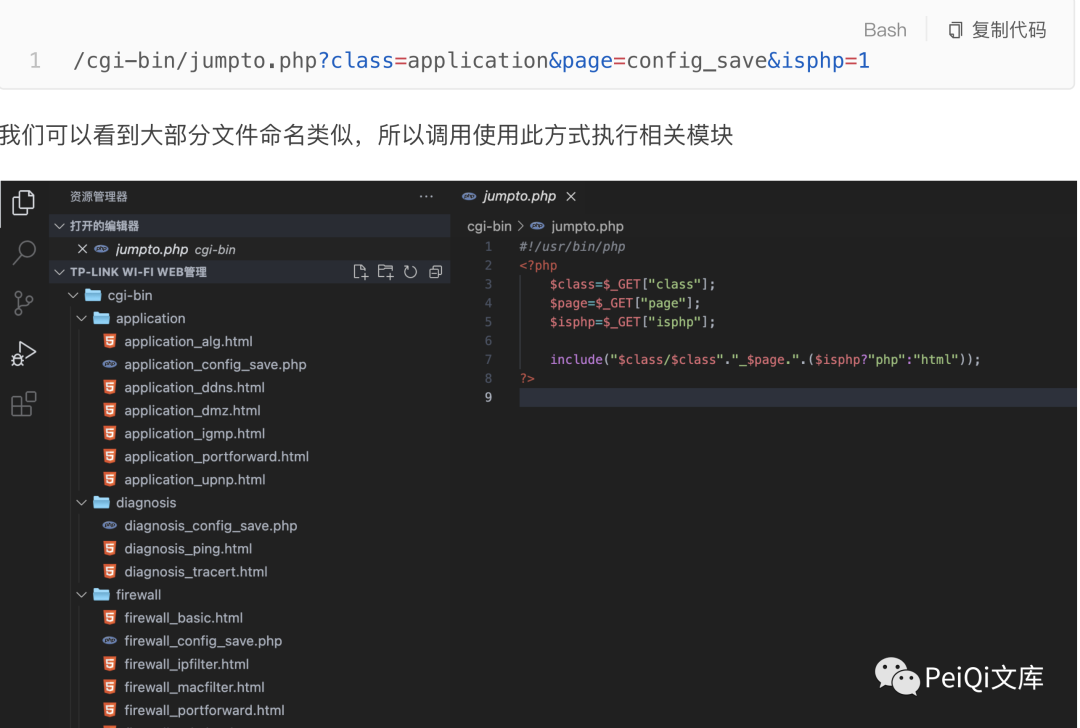 Bash 复制代码
1 /cgi-bin/jumpto.php?class=application&page=config_save&isphp=1
我们可以看到大部分文件命名类似，所以调用使用此方式执行相关模块
资源管理器 ···
打开的编辑器
jumpto.php cgi-bin
TP-LINK WI-FI WEB管理
cgi-bin
application
application_alg.html
application_config_save.php
application_ddns.html
application_dmz.html
application_igmp.html
application_portforward.html
application_upnp.html
diagnosis
diagnosis_config_save.php
diagnosis_ping.html
diagnosis_tracert.html
firewall
firewall_basic.html
firewall_config_save.php
firewall_ipfilter.html
firewall_macfilter.html
firewall_portforward.html
jumpto.php
cgi-bin > jumpto.php
1 #!/usr/bin/php
2 <?php
3 $class=$_GET["class"];
4 $page=$_GET["page"];
5 $isphp=$_GET["isphp"];
6
7 include("$class/$class"."_$page.".($isphp?"php":"html"));
8 ?>
9
PeiQi文库